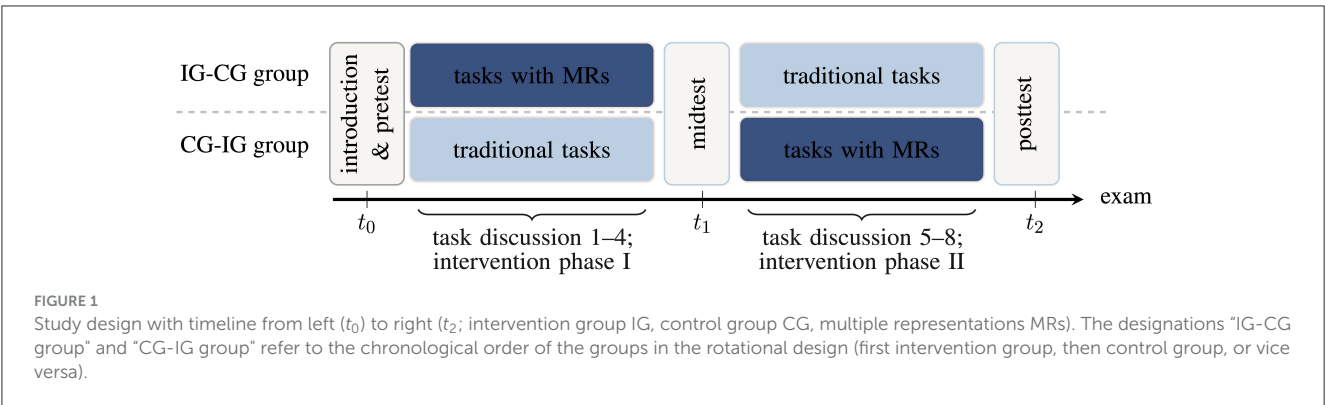 IG-CG group
introduction
& pretest
tasks with MRs
midtest
traditional tasks
posttest
CG-IG group
traditional tasks
tasks with MRs
exam
t0
t1
t2
task discussion 1–4;
intervention phase I
task discussion 5–8;
intervention phase II
FIGURE 1
Study design with timeline from left (t0) to right (t2; intervention group IG, control group CG, multiple representations MRs). The designations “IG-CG
group" and “CG-IG group" refer to the chronological order of the groups in the rotational design (first intervention group, then control group, or vice
versa).